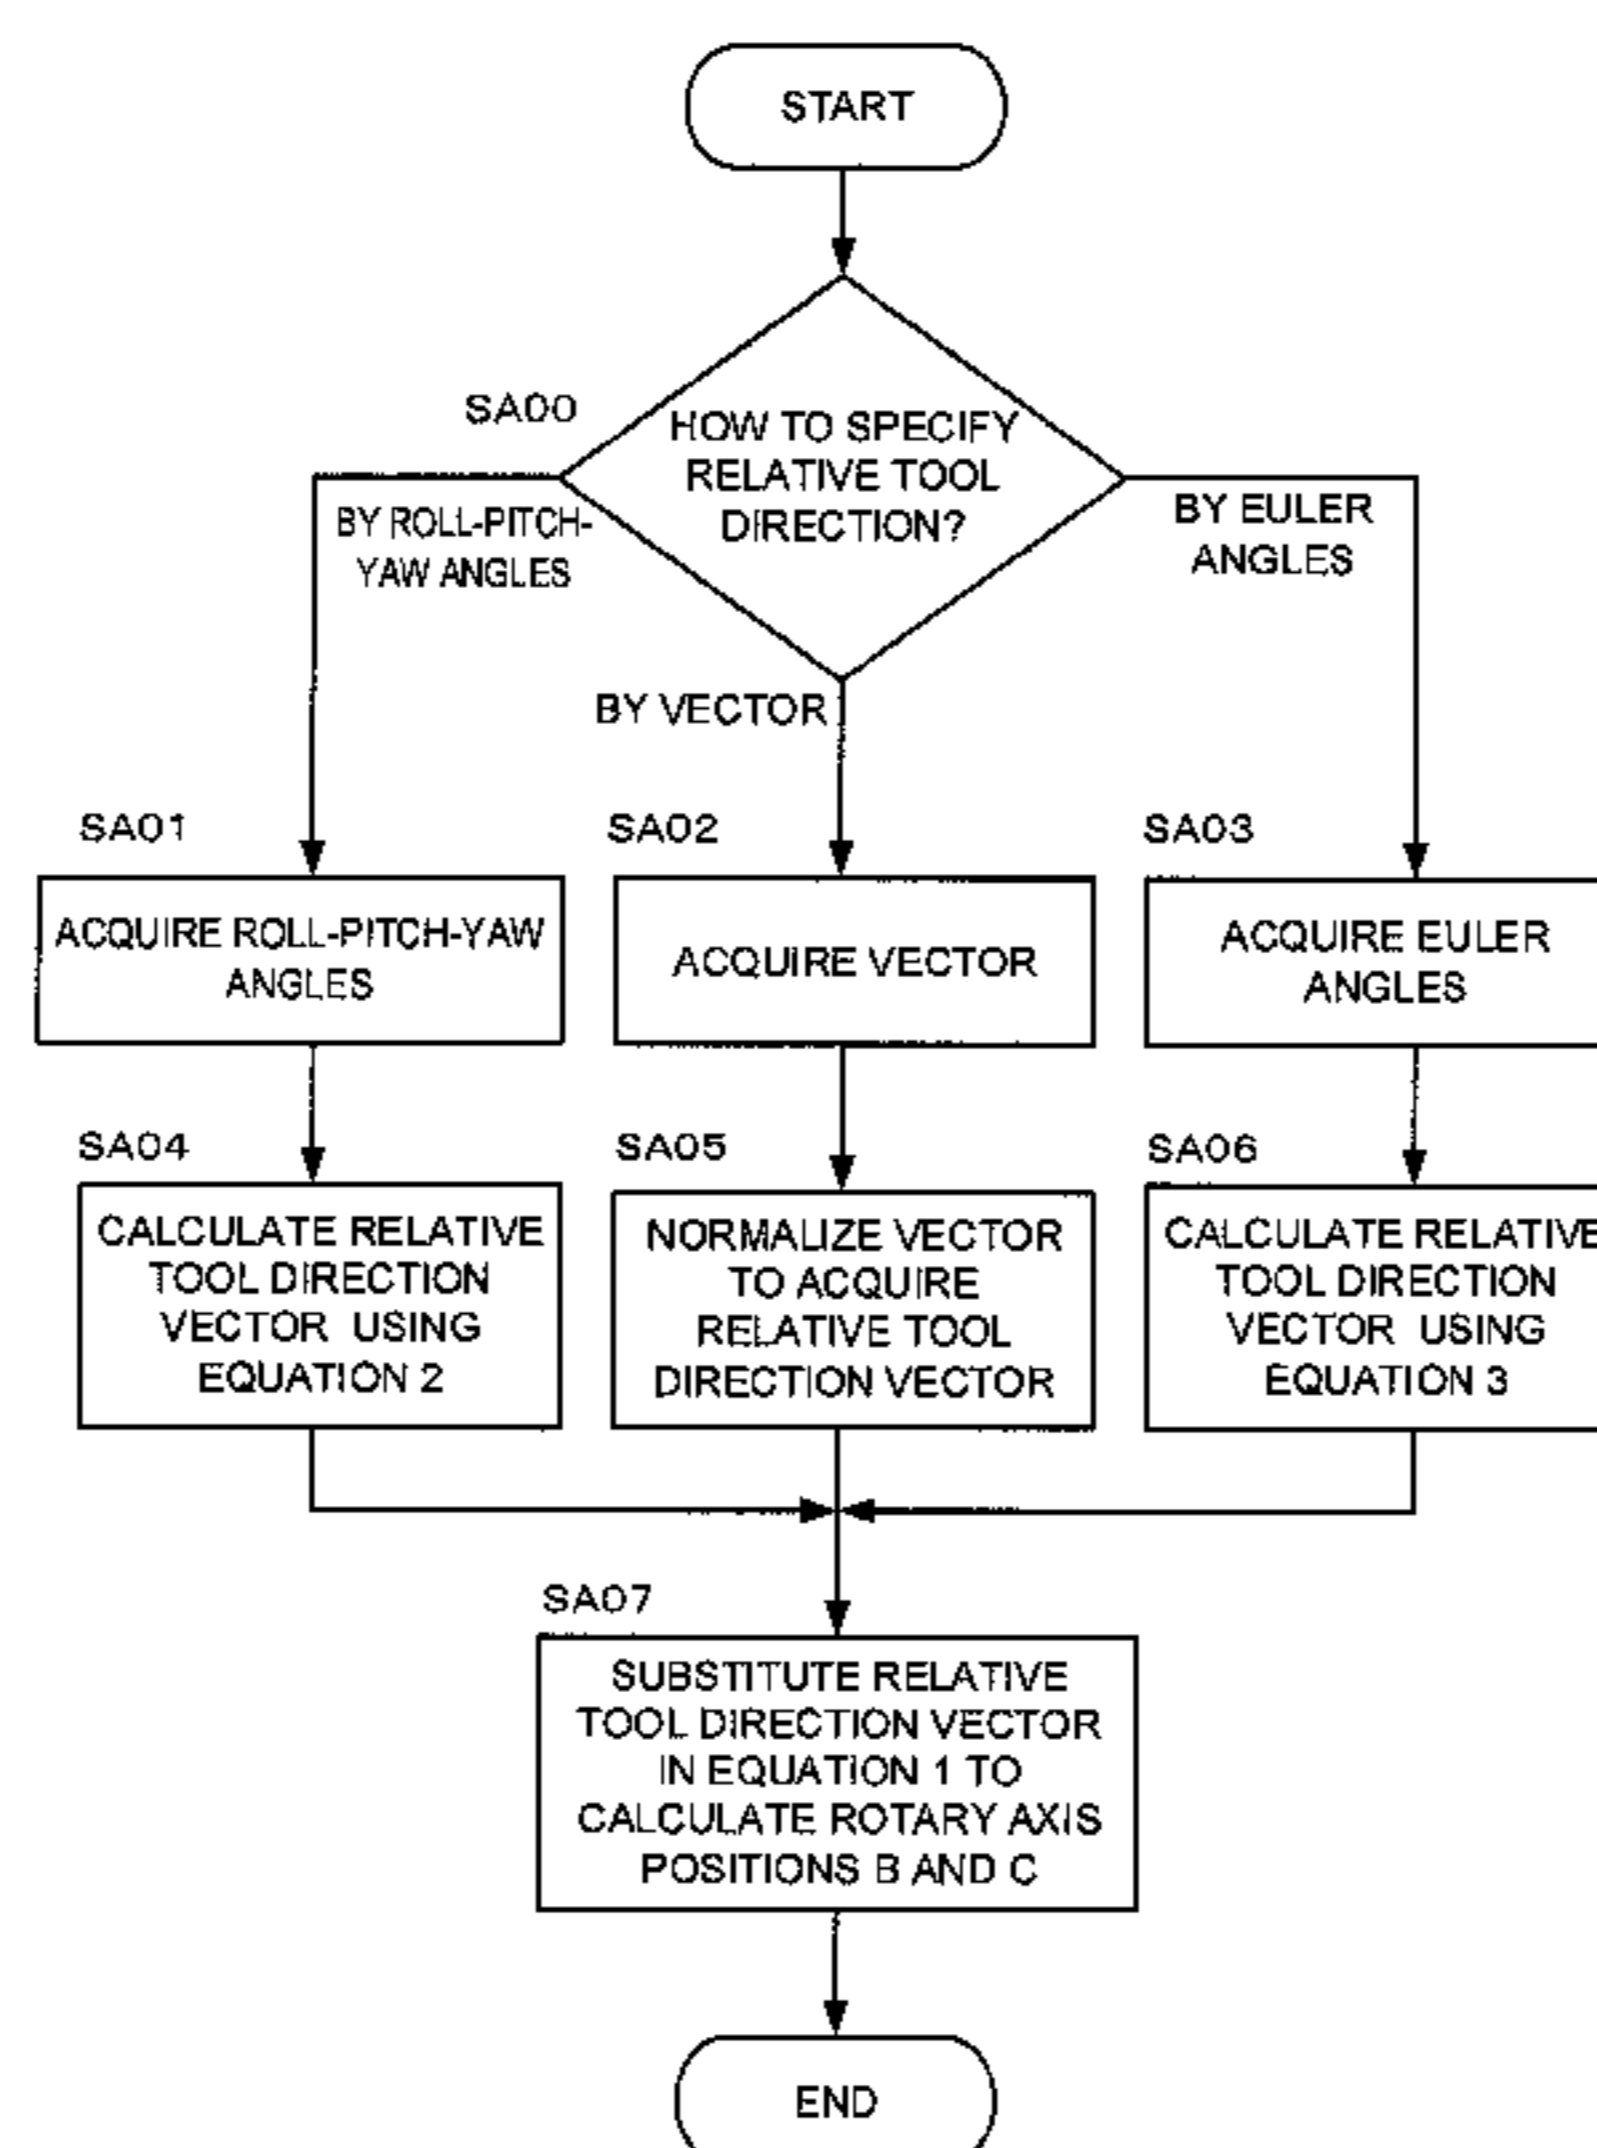 START
SA00
HOW TO SPECIFY
RELATIVE TOOL
DIRECTION?
BY ROLL-PITCH-
YAW ANGLES
BY VECTOR
BY EULER
ANGLES
SA01
ACQUIRE ROLL-PITCH-YAW
ANGLES
SA02
ACQUIRE VECTOR
SA03
ACQUIRE EULER
ANGLES
SA04
CALCULATE RELATIVE
TOOL DIRECTION
VECTOR USING
EQUATION 2
SA05
NORMALIZE VECTOR
TO ACQUIRE
RELATIVE TOOL
DIRECTION VECTOR
SA06
CALCULATE RELATIVE
TOOL DIRECTION
VECTOR USING
EQUATION 3
SA07
SUBSTITUTE RELATIVE
TOOL DIRECTION VECTOR
IN EQUATION 1 TO
CALCULATE ROTARY AXIS
POSITIONS B AND C
END